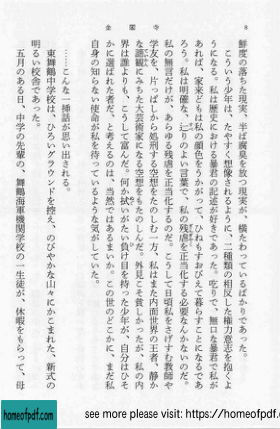 8
金閣寺
鮮度の落ちた現実、半ば腐臭を放つ現実が、横たわっているばかりであった。
こういう少年は、たやすく想像されるように、二種類の相反した権力意志を抱くよ
うになる。私は歴史における暴君の記述が好きであった。吃りで、無口な暴君で私が
あれば、家来どもは私の顔色をうかがって、ひねもすおびえて暮らすことになるであ
ろう。私は明確な、辷りのよい言葉で、私の残虐を正当化する必要なんかないのだ。
私の無言だけが、あらゆる残虐を正当化するのだ。こうして日頃私をさげすむ教師や
学友を、片っぱしから処刑する空想をたのしむ一方、私はまた内面世界の王者、静か
な諦観にみちた大芸術家になる空想をもたのしんだ。外見こそ貧しかったが、私の内
界は誰よりも、こうして富んだ。何か拭いがたい負け目を持った少年が、自分はひそ
かに選ばれた者だ、と考えるのは、当然ではあるまいか。この世のどこかに、まだ私
自身の知らない使命が私を待っているような気がしていた。
……こんな一挿話が思い出される。
東舞鶴中学校は、ひろいグラウンドを控え、のびやかな山々にかこまれた、新式の
明るい校舎であった。
五月のある日、中学の先輩の、舞鶴海軍機関学校の一生徒が、休暇をもらって、母
homeofpdf.com
see more please visit: https://homeofpd